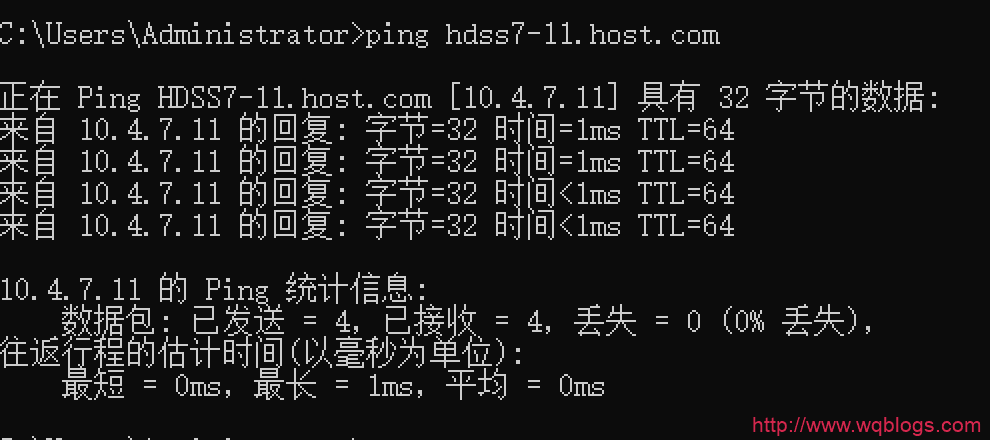 C:\Users\Administrator>ping hdss7-11.host.com
正在 Ping HDSS7-11.host.com [10.4.7.11] 具有 32 字节的数据:
来自 10.4.7.11 的回复: 字节=32 时间=1ms TTL=64
来自 10.4.7.11 的回复: 字节=32 时间=1ms TTL=64
来自 10.4.7.11 的回复: 字节=32 时间<1ms TTL=64
来自 10.4.7.11 的回复: 字节=32 时间<1ms TTL=64
10.4.7.11 的 Ping 统计信息:
数据包: 已发送 = 4, 已接收 = 4, 丢失 = 0 (0% 丢失),
往返行程的估计时间(以毫秒为单位):
最短 = 0ms, 最长 = 1ms, 平均 = 0ms
http://www.wqblogs.com